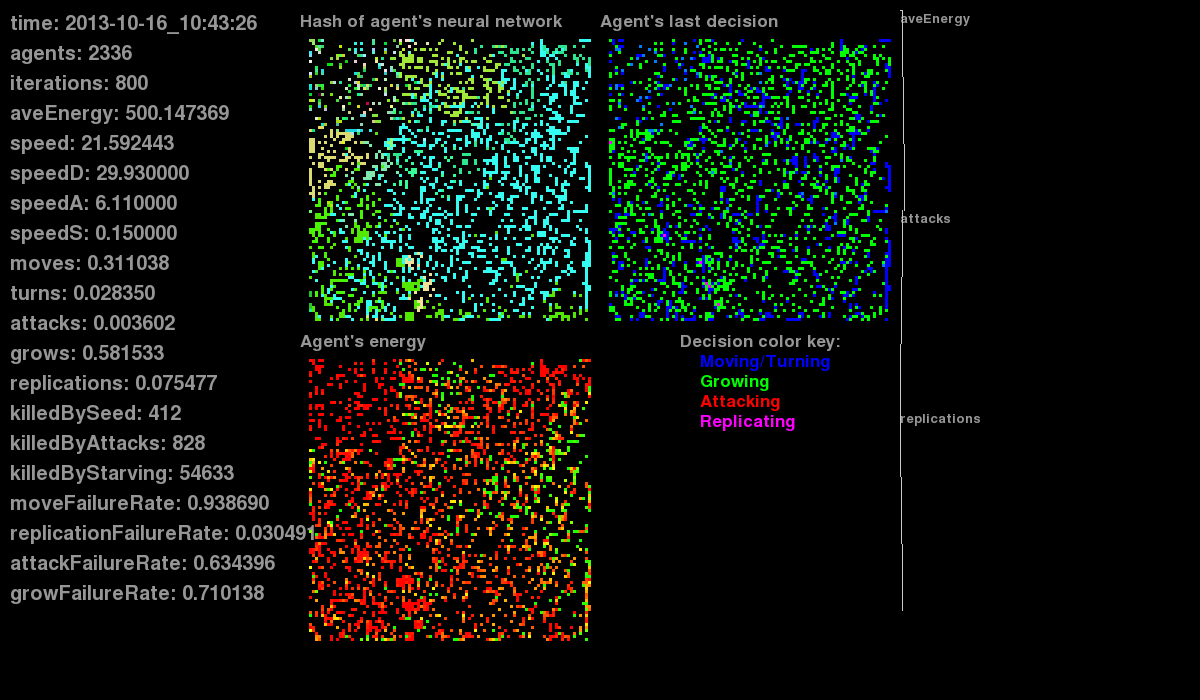 time: 2013-10-16_10:43:26
agents: 2336
iterations: 800
aveEnergy: 500.147369
speed: 21.592443
speedD: 29.930000
speedA: 6.110000
speedS: 0.150000
moves: 0.311038
turns: 0.028350
attacks: 0.003602
grows: 0.581533
replications: 0.075477
killedBySeed: 412
killedByAttacks: 828
killedByStarving: 54633
moveFailureRate: 0.938690
replicationFailureRate: 0.030491
attackFailureRate: 0.634396
growFailureRate: 0.710138
Hash of agent's neural network
Agent's last decision
Agent's energy
Decision color key:
Moving/Turning
Growing
Attacking
Replicating
aveEnergy
attacks
replications